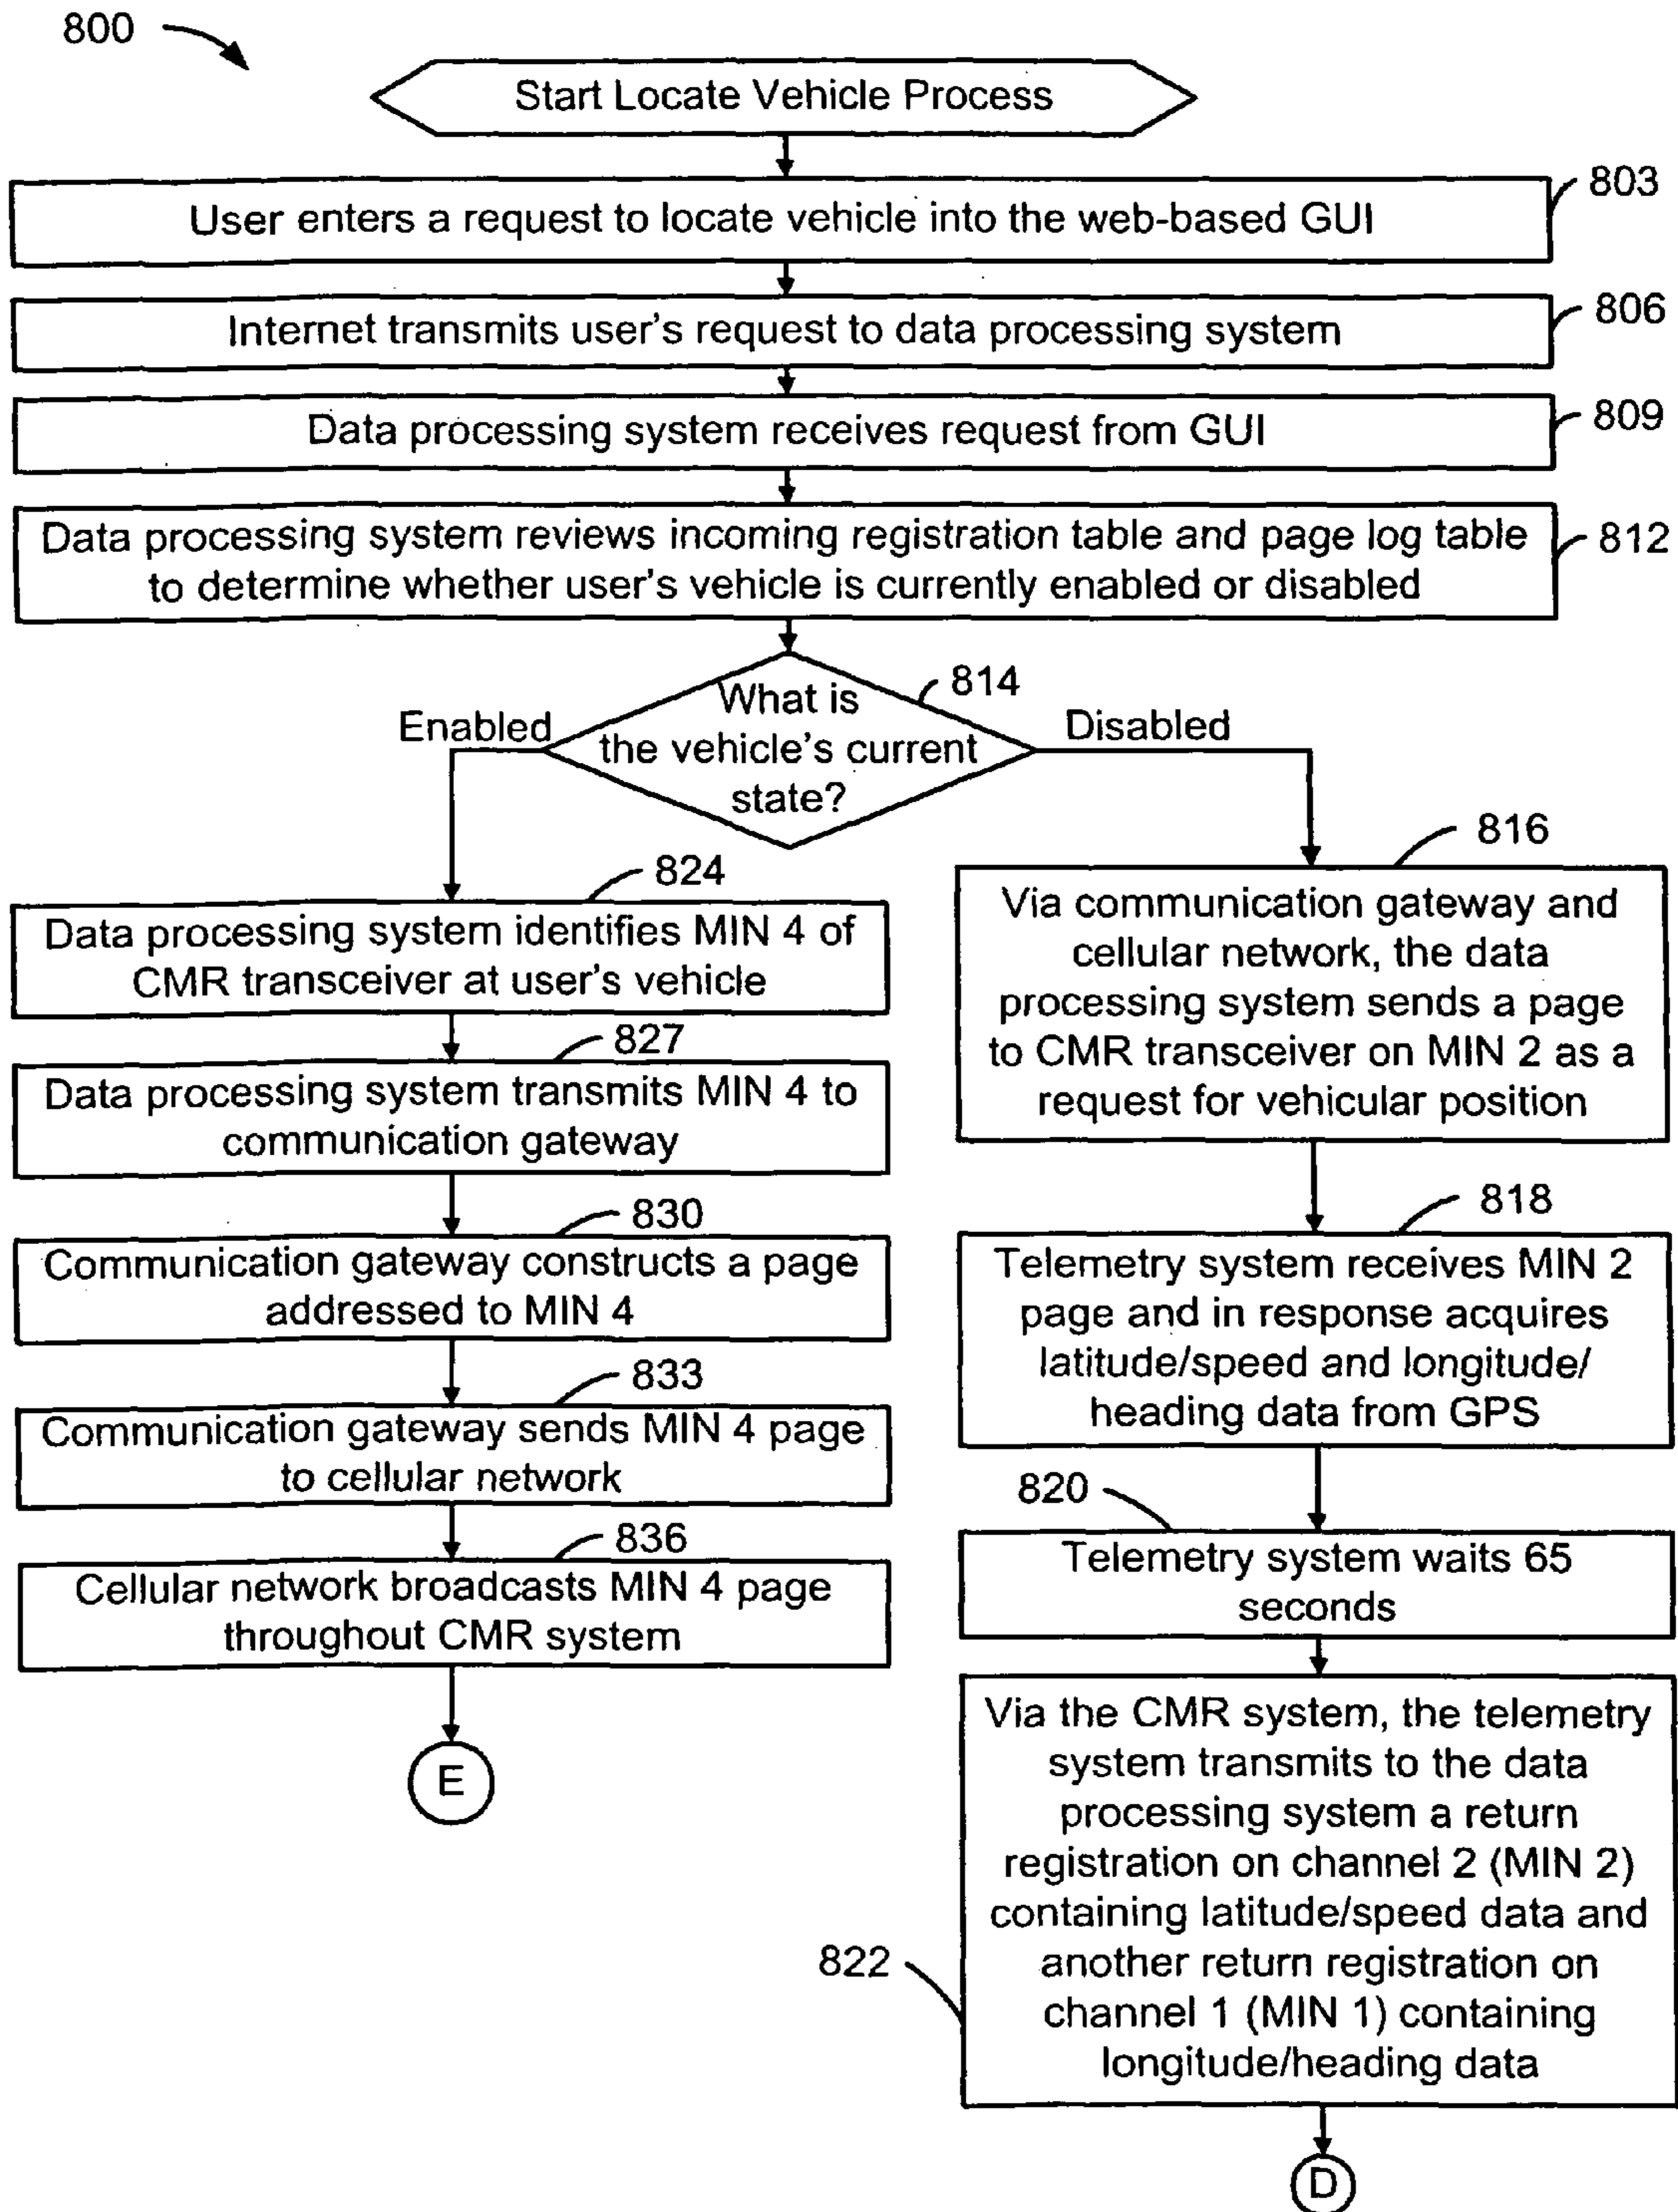 800
Start Locate Vehicle Process
803
User enters a request to locate vehicle into the web-based GUI
806
Internet transmits user's request to data processing system
809
Data processing system receives request from GUI
812
Data processing system reviews incoming registration table and page log table
to determine whether user's vehicle is currently enabled or disabled
814
What is
the vehicle's current
state?
Enabled
Disabled
824
Data processing system identifies MIN 4 of
CMR transceiver at user's vehicle
827
Data processing system transmits MIN 4 to
communication gateway
830
Communication gateway constructs a page
addressed to MIN 4
833
Communication gateway sends MIN 4 page
to cellular network
836
Cellular network broadcasts MIN 4 page
throughout CMR system
E
816
Via communication gateway and
cellular network, the data
processing system sends a page
to CMR transceiver on MIN 2 as a
request for vehicular position
818
Telemetry system receives MIN 2
page and in response acquires
latitude/speed and longitude/
heading data from GPS
820
Telemetry system waits 65
seconds
822
Via the CMR system, the telemetry
system transmits to the data
processing system a return
registration on channel 2 (MIN 2)
containing latitude/speed data and
another return registration on
channel 1 (MIN 1) containing
longitude/heading data
D